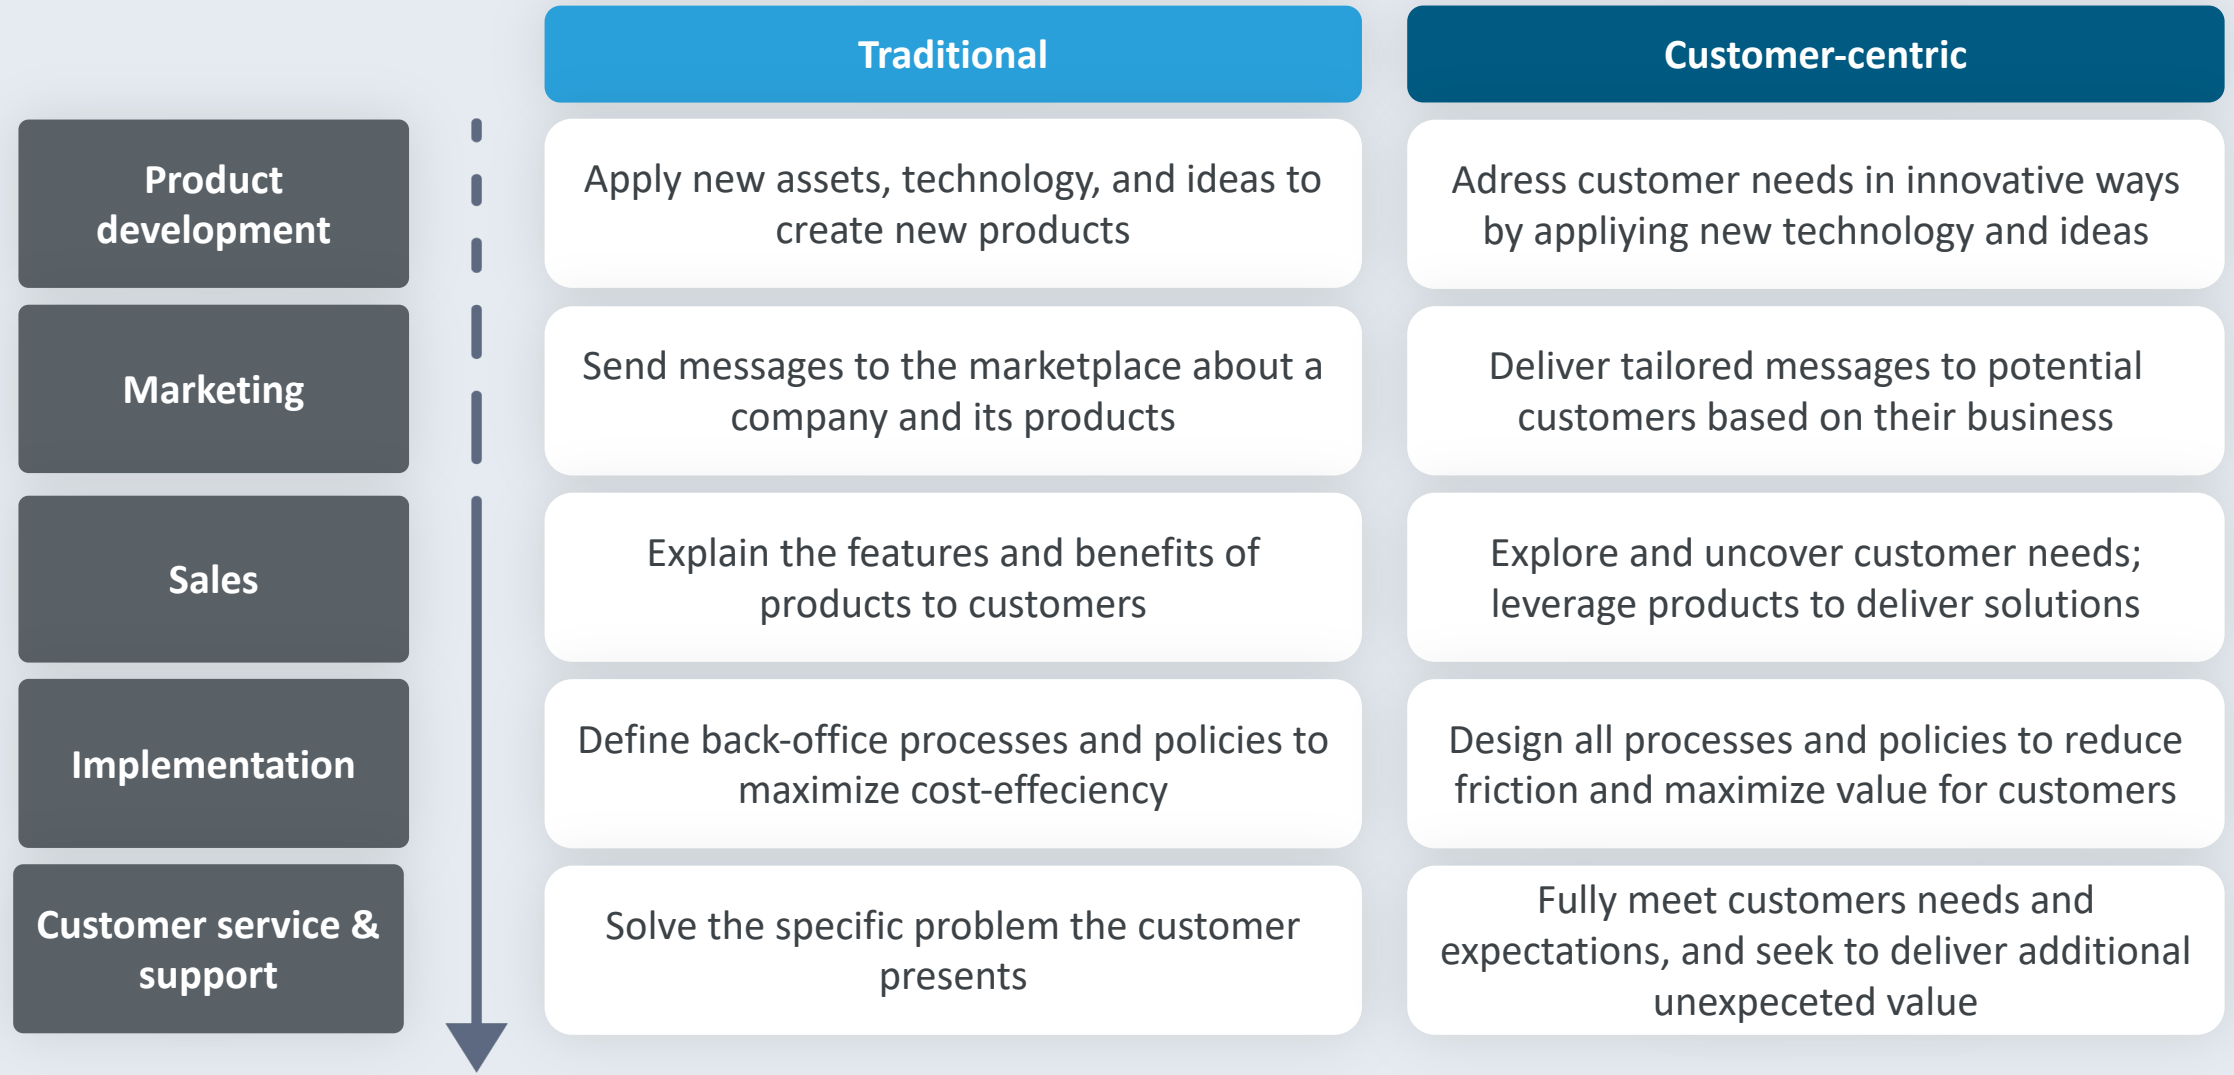 Traditional
Customer-centric
Product
development
Apply new assets, technology, and ideas to
create new products
Adress customer needs in innovative ways
by appliying new technology and ideas
Marketing
Send messages to the marketplace about a
company and its products
Deliver tailored messages to potential
customers based on their business
Sales
Explain the features and benefits of
products to customers
Explore and uncover customer needs;
leverage products to deliver solutions
Implementation
Define back-office processes and policies to
maximize cost-effeciency
Design all processes and policies to reduce
friction and maximize value for customers
Customer service &
support
Solve the specific problem the customer
presents
Fully meet customers needs and
expectations, and seek to deliver additional
unexpeceted value